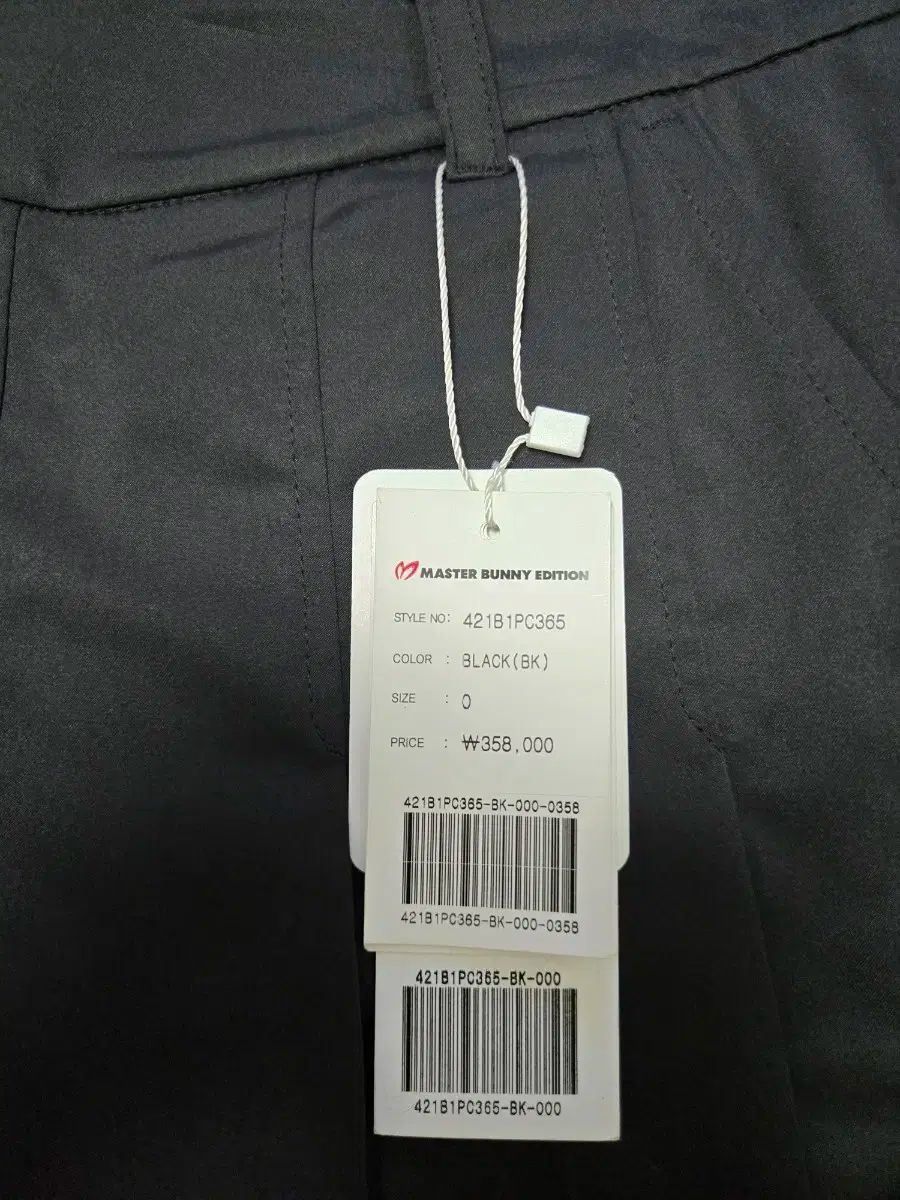 MASTER BUNNY EDITION
STYLE NO: 421B1PC365
COLOR : BLACK(BK)
SIZE : 0
PRICE : ₩358,000
421B1PC365-BK-000-0358
421B1PC365-BK-000-0358
421B1PC365-BK-000
421B1PC365-BK-000